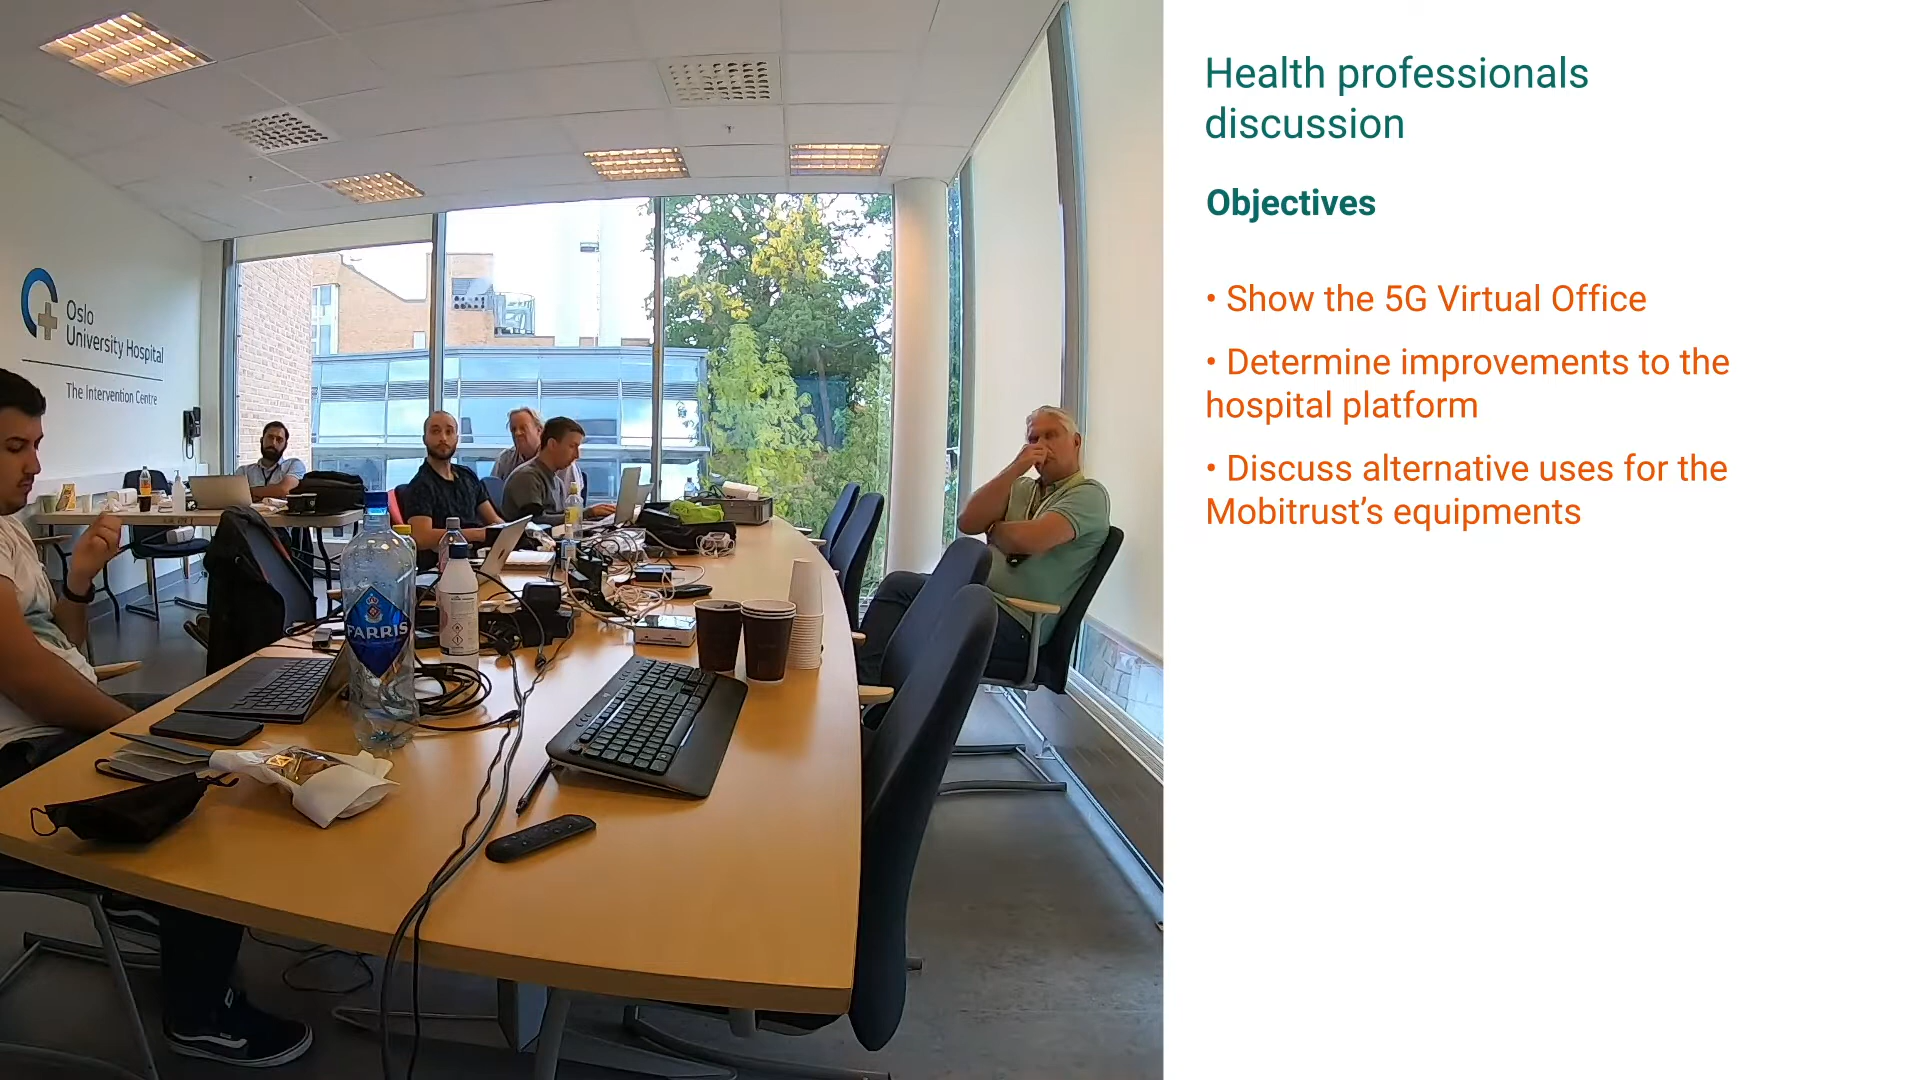 Oslo
University Hospital
The Intervention Centre
FARRIS
Health professionals
discussion
Objectives
• Show the 5G Virtual Office
• Determine improvements to the
hospital platform
• Discuss alternative uses for the
Mobitrust’s equipments